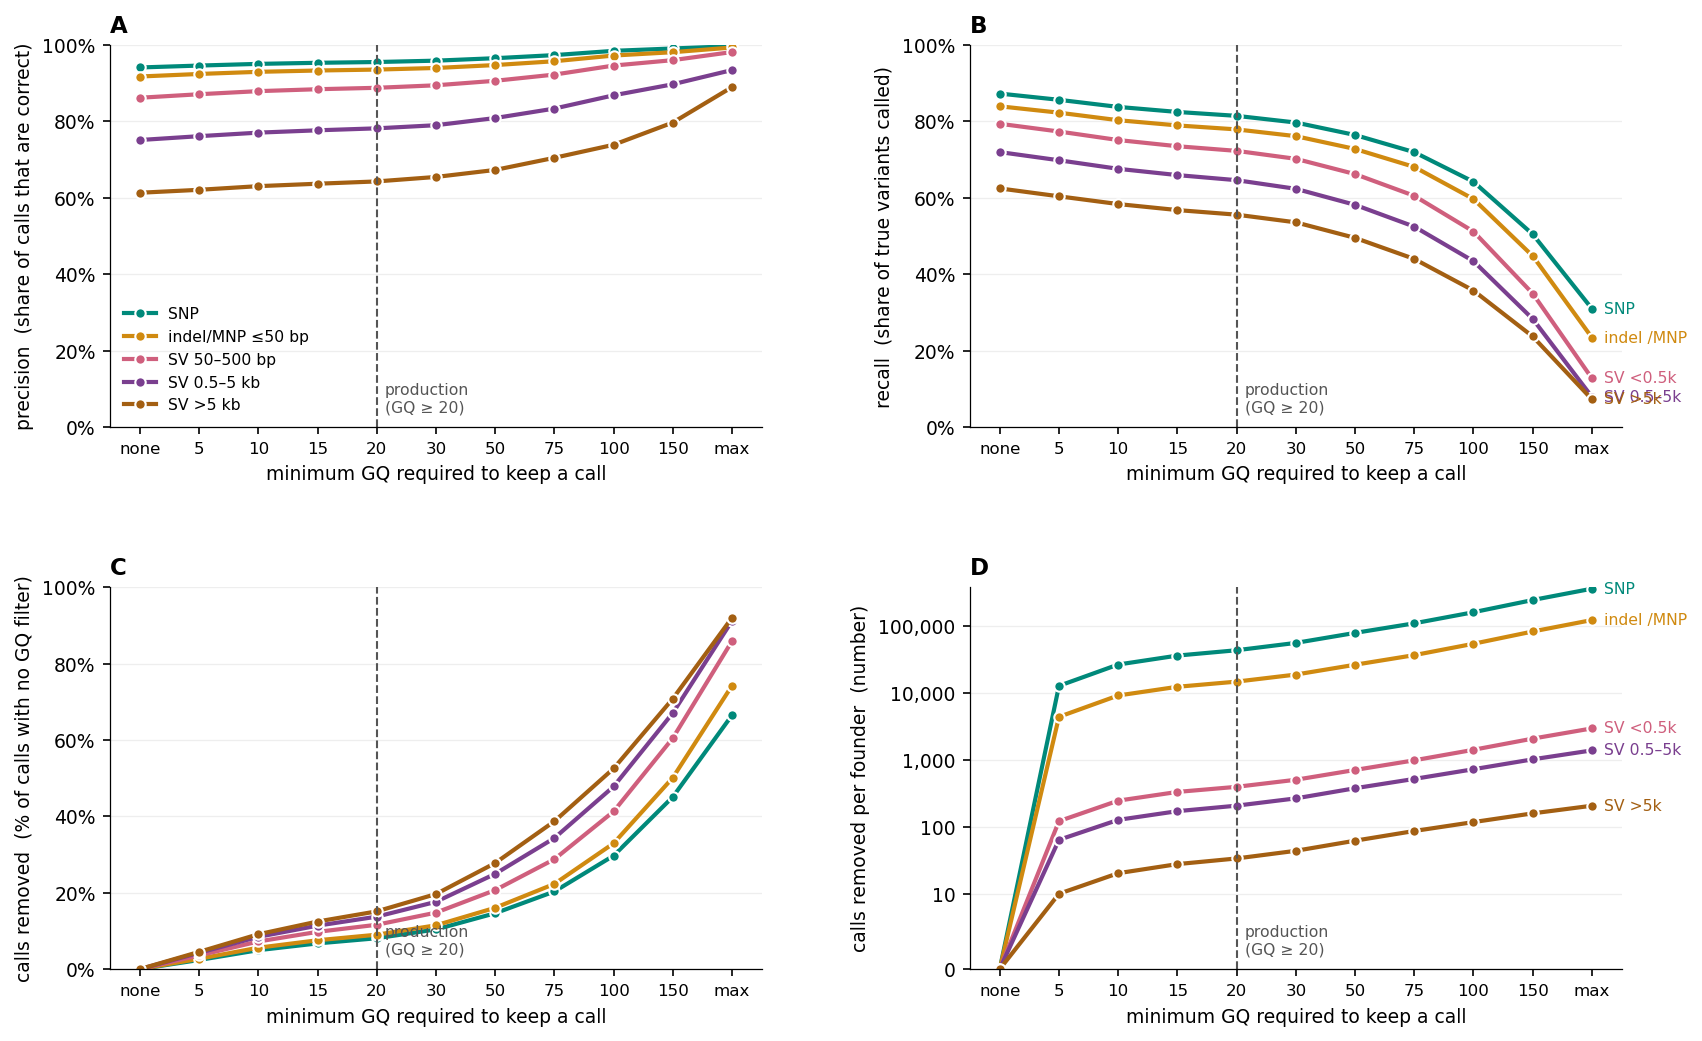 A
precision  (share of calls that are correct)
100%
80%
60%
40%
20%
0%
SNP
indel/MNP ≤50 bp
SV 50–500 bp
SV 0.5–5 kb
SV >5 kb
production
(GQ ≥ 20)
none 5 10 15 20 30 50 75 100 150 max
minimum GQ required to keep a call
B
recall  (share of true variants called)
100%
80%
60%
40%
20%
0%
SNP
indel /MNP
SV <0.5k
SV 0.5–5k
SV >5k
production
(GQ ≥ 20)
none 5 10 15 20 30 50 75 100 150 max
minimum GQ required to keep a call
C
calls removed  (% of calls with no GQ filter)
100%
80%
60%
40%
20%
0%
production
(GQ ≥ 20)
none 5 10 15 20 30 50 75 100 150 max
minimum GQ required to keep a call
D
calls removed per founder  (number)
100,000
10,000
1,000
100
10
0
SNP
indel /MNP
SV <0.5k
SV 0.5–5k
SV >5k
production
(GQ ≥ 20)
none 5 10 15 20 30 50 75 100 150 max
minimum GQ required to keep a call